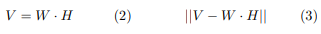 V = W · H (2) ||V − W · H|| (3)